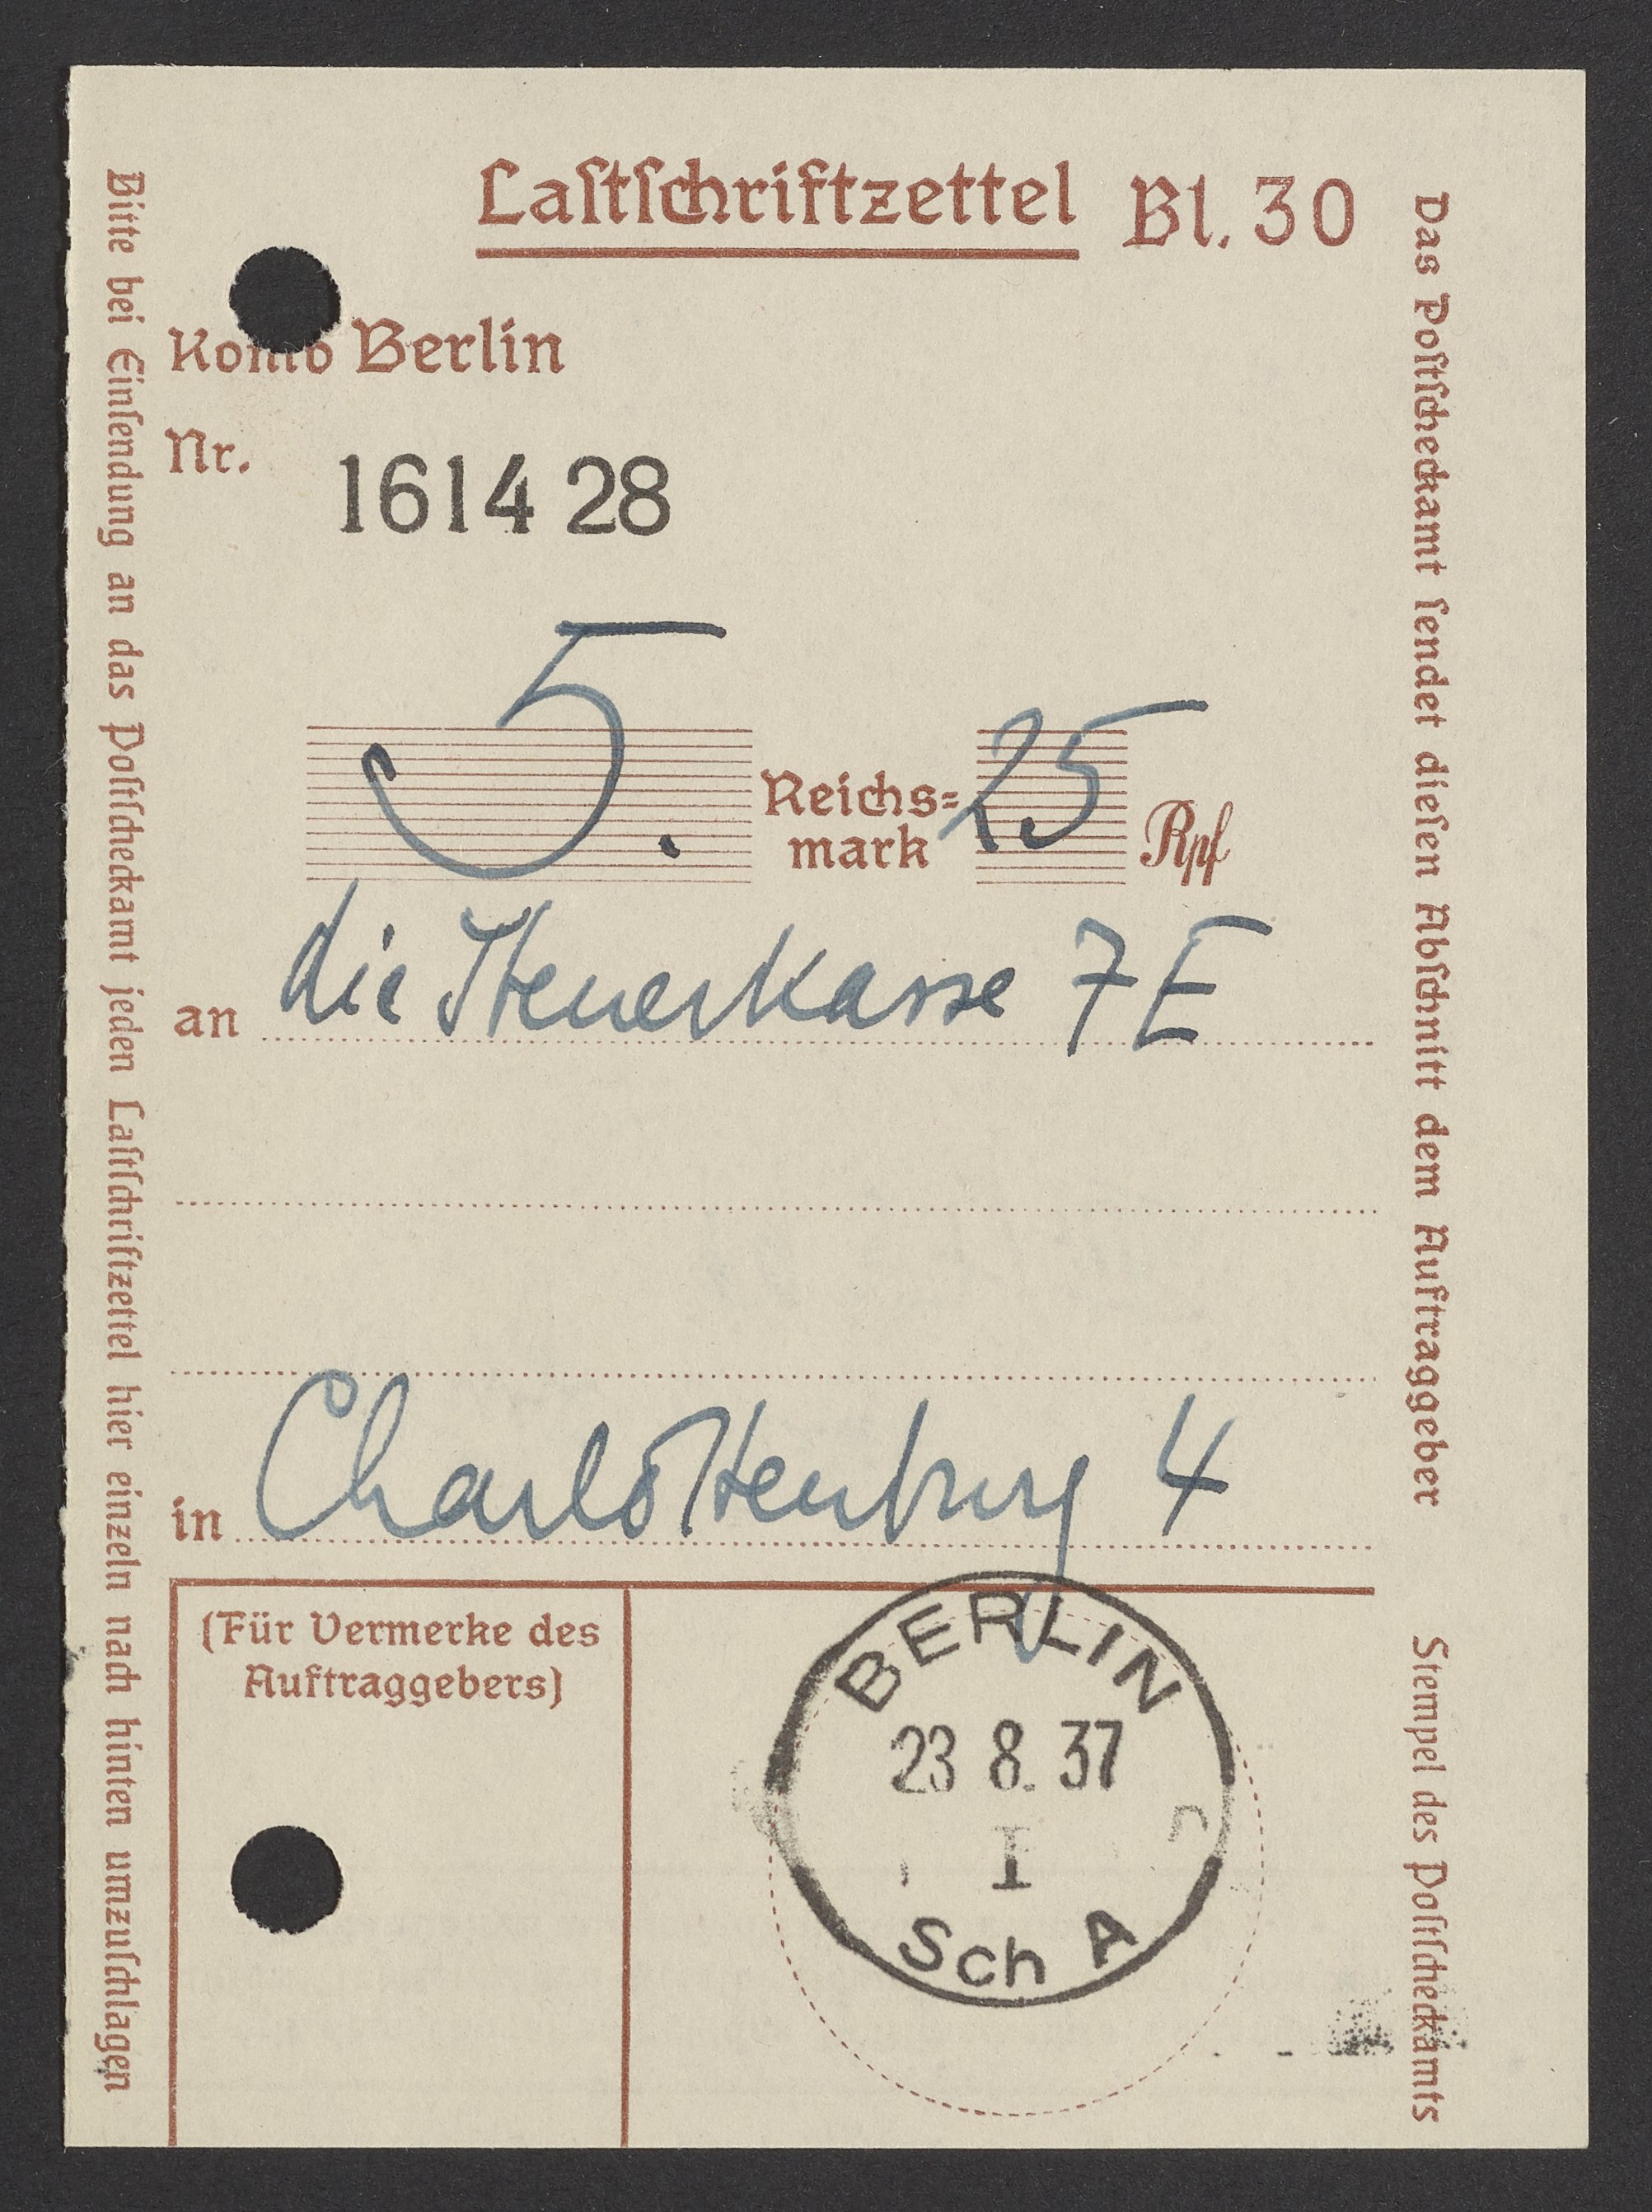 Lastschriftzettel Bl. 30
Konto Berlin
Nr. 1614 28
5. Reichs=
mark 25 Rpf
an die Steuerkasse 7E
in Charlottenburg 4
(Für Vermerke des
Auftraggebers)
BERLIN
23 8. 37
I
Sch A
Bitte bei Einsendung an das Postscheckamt jeden Lastschriftzettel hier einzeln nach hinten umzuschlagen
Das Postscheckamt sendet diesen Abschnitt dem Auftraggeber
Stempel des Postscheckamts